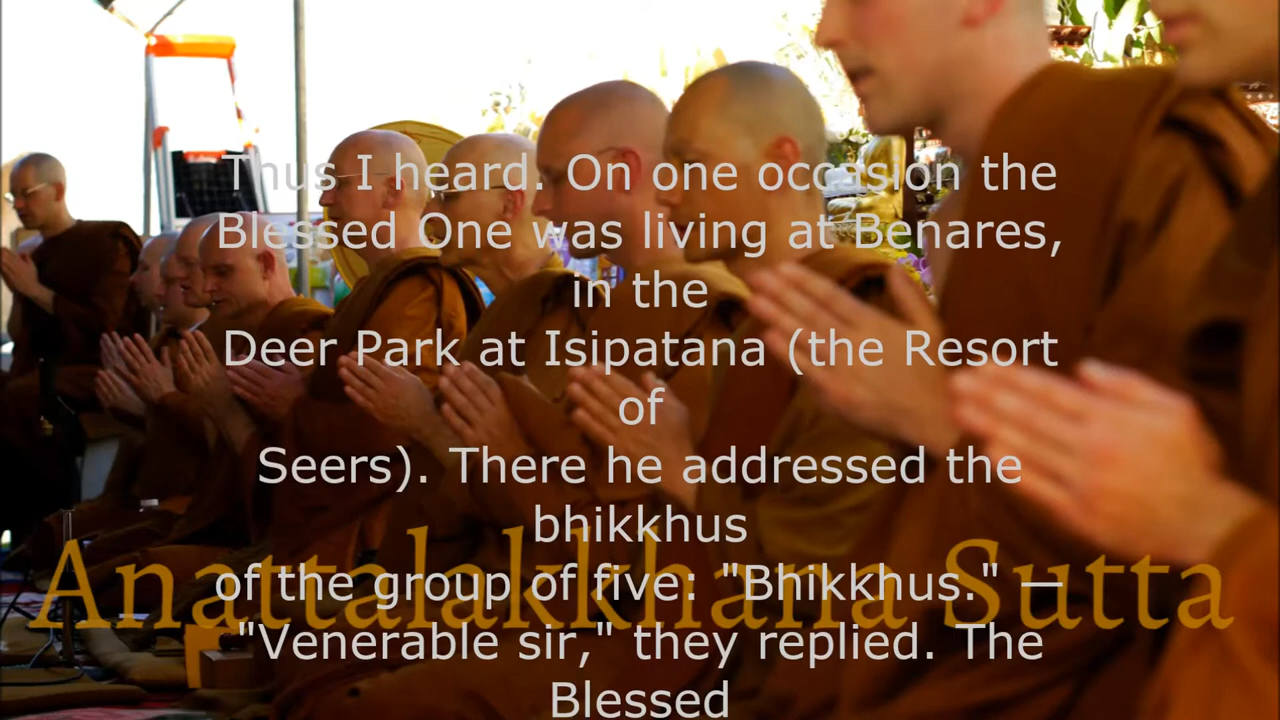 Thus I heard. On one occasion the
Blessed One was living at Benares,
in the
Deer Park at Isipatana (the Resort
of
Seers). There he addressed the
bhikkhus
of the group of five: "Bhikkhus." —
"Venerable sir," they replied. The
Blessed
Anattalakkhana Sutta